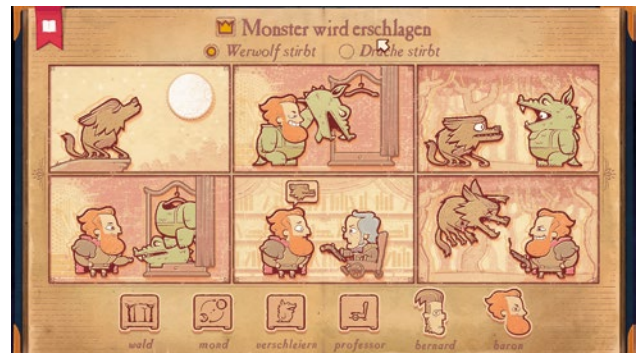 Monster wird erschlagen
Werwolf stirbt Drache stirbt
wald mond verschleiern professor bernard baron